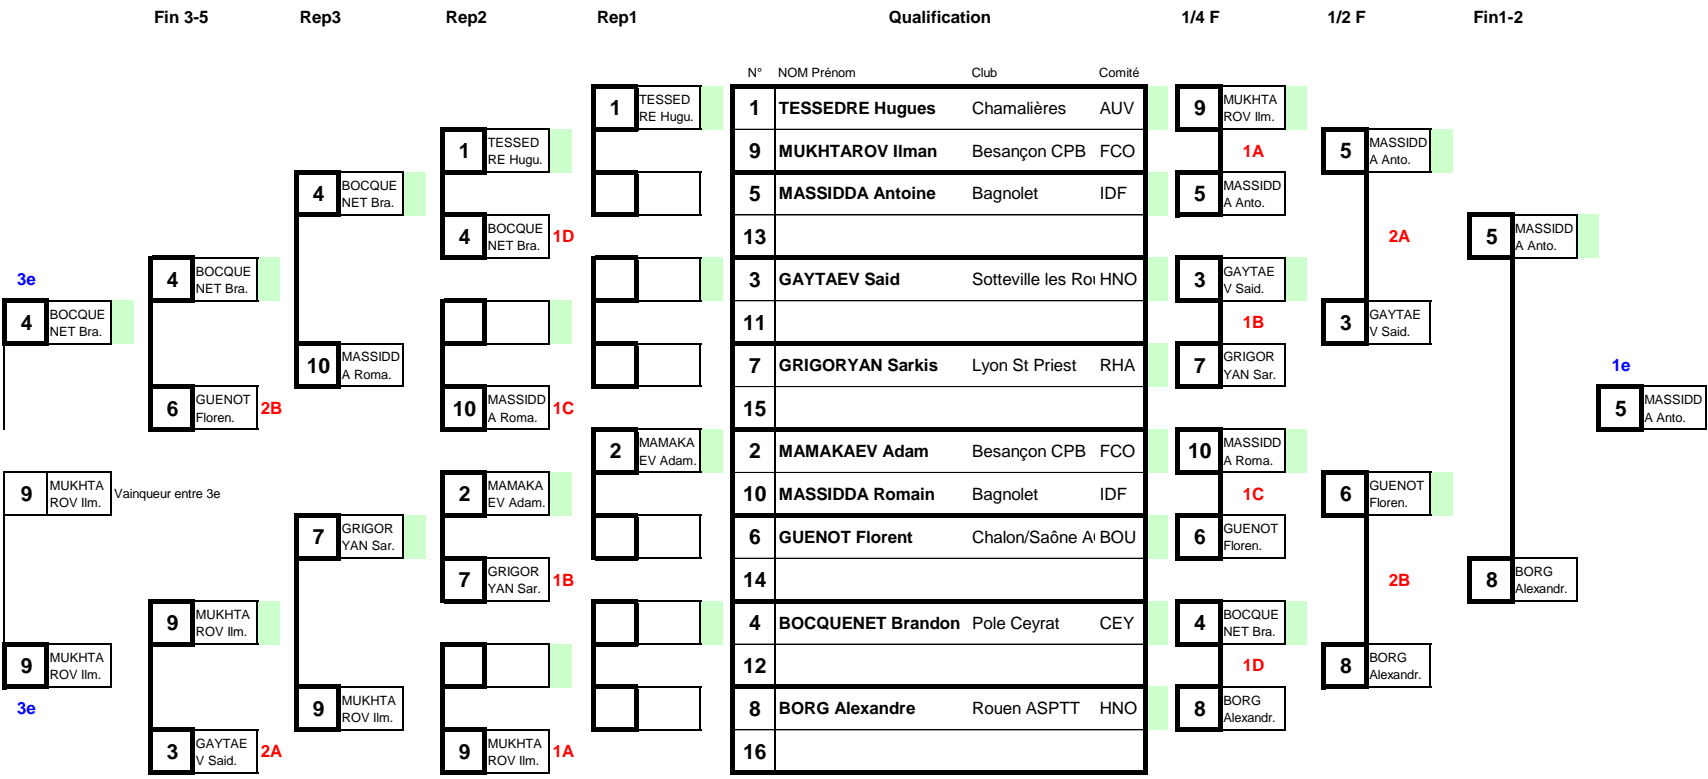 Fin 3-5 Rep3 Rep2 Rep1 Qualification 1/4 F 1/2 F Fin1-2
N° NOM Prénom Club Comité
1 TESSED RE Hugu. 1 TESSEDRE Hugues Chamalières AUV 9 MUKHTA ROV Ilm.
1 TESSED RE Hugu. 9 MUKHTAROV Ilman Besançon CPB FCO 1A 5 MASSIDD A Anto.
4 BOCQUE NET Bra. 5 MASSIDDA Antoine Bagnolet IDF 5 MASSIDD A Anto.
4 BOCQUE NET Bra. 1D 13 2A 5 MASSIDD A Anto.
3e 4 BOCQUE NET Bra. 3 GAYTAEV Said Sotteville les Rou HNO 3 GAYTAE V Said.
4 BOCQUE NET Bra. 11 1B 3 GAYTAE V Said.
10 MASSIDD A Roma. 7 GRIGORYAN Sarkis Lyon St Priest RHA 7 GRIGOR YAN Sar. 1e
6 GUENOT Floren. 2B 10 MASSIDD A Roma. 1C 15 5 MASSIDD A Anto.
2 MAMAKA EV Adam. 2 MAMAKAEV Adam Besançon CPB FCO 10 MASSIDD A Roma.
9 MUKHTA ROV Ilm. Vainqueur entre 3e 2 MAMAKA EV Adam. 10 MASSIDDA Romain Bagnolet IDF 1C 6 GUENOT Floren.
7 GRIGOR YAN Sar. 6 GUENOT Florent Chalon/Saône A BOU 6 GUENOT Floren.
7 GRIGOR YAN Sar. 1B 14 2B 8 BORG Alexandr.
9 MUKHTA ROV Ilm. 4 BOCQUENET Brandon Pole Ceyrat CEY 4 BOCQUE NET Bra.
9 MUKHTA ROV Ilm. 12 1D 8 BORG Alexandr.
3e 9 MUKHTA ROV Ilm. 8 BORG Alexandre Rouen ASPTT HNO 8 BORG Alexandr.
3 GAYTAE V Said. 2A 9 MUKHTA ROV Ilm. 1A 16